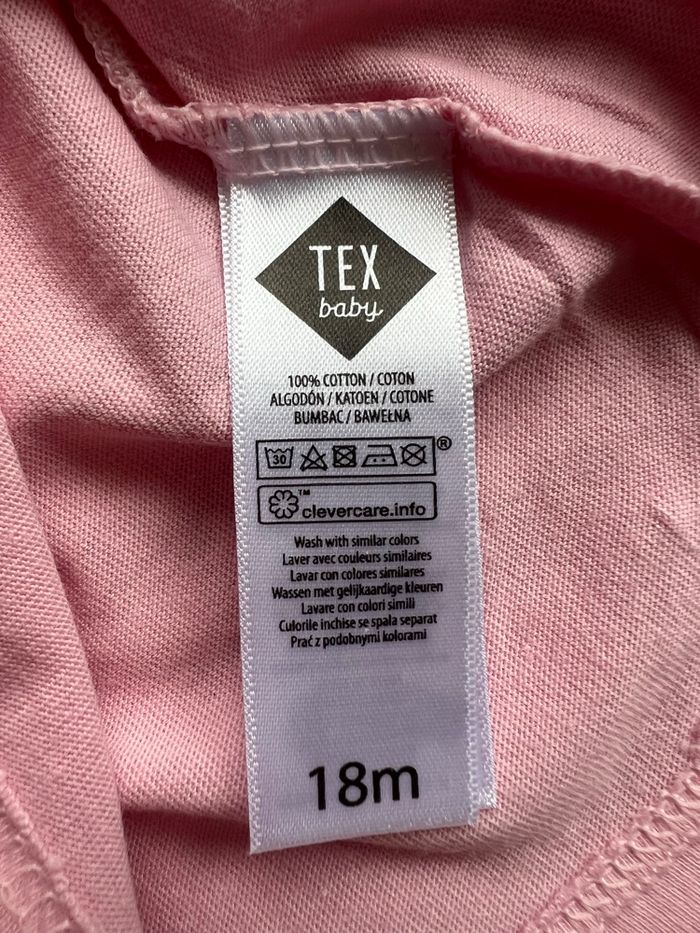 TEX
baby
100% COTTON / COTON
ALGODÓN / KATOEN / COTONE
BUMBAC / BAWEŁNA
30 ®
™ clevercare.info
Wash with similar colors
Laver avec couleurs similaires
Lavar con colores similares
Wassen met gelijkaardige kleuren
Lavare con colori simili
Culorile inchise se spala separat
Prać z podobnymi kolorami
18m